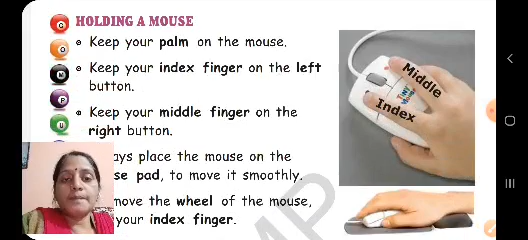 HOLDING A MOUSE
Keep your palm on the mouse.
Keep your index finger on the left
button.
Keep your middle finger on the
right button.
ays place the mouse on the
se pad, to move it smoothly.
move the wheel of the mouse,
your index finger.
Middle
Index
C
O
M
P
U